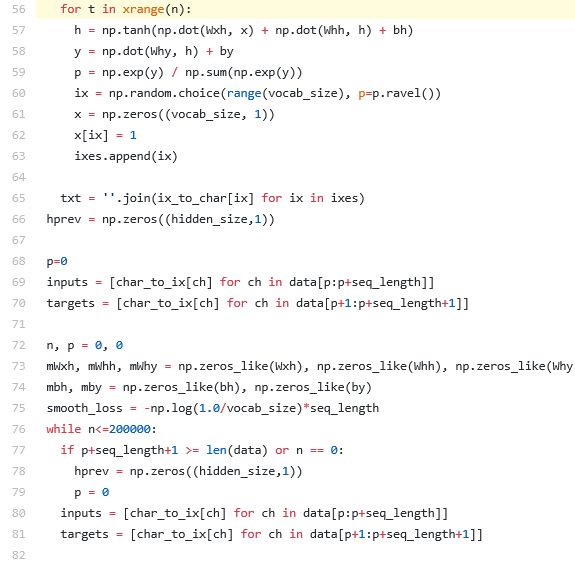 56 for t in xrange(n):
57 h = np.tanh(np.dot(Wxh, x) + np.dot(Whh, h) + bh)
58 y = np.dot(Why, h) + by
59 p = np.exp(y) / np.sum(np.exp(y))
60 ix = np.random.choice(range(vocab_size), p=p.ravel())
61 x = np.zeros((vocab_size, 1))
62 x[ix] = 1
63 ixes.append(ix)
64
65 txt = ''.join(ix_to_char[ix] for ix in ixes)
66 hprev = np.zeros((hidden_size,1))
67
68 p=0
69 inputs = [char_to_ix[ch] for ch in data[p:p+seq_length]]
70 targets = [char_to_ix[ch] for ch in data[p+1:p+seq_length+1]]
71
72 n, p = 0, 0
73 mWxh, mWhh, mWhy = np.zeros_like(Wxh), np.zeros_like(Whh), np.zeros_like(Why
74 mbh, mby = np.zeros_like(bh), np.zeros_like(by)
75 smooth_loss = -np.log(1.0/vocab_size)*seq_length
76 while n<=200000:
77 if p+seq_length+1 >= len(data) or n == 0:
78 hprev = np.zeros((hidden_size,1))
79 p = 0
80 inputs = [char_to_ix[ch] for ch in data[p:p+seq_length]]
81 targets = [char_to_ix[ch] for ch in data[p+1:p+seq_length+1]]
82